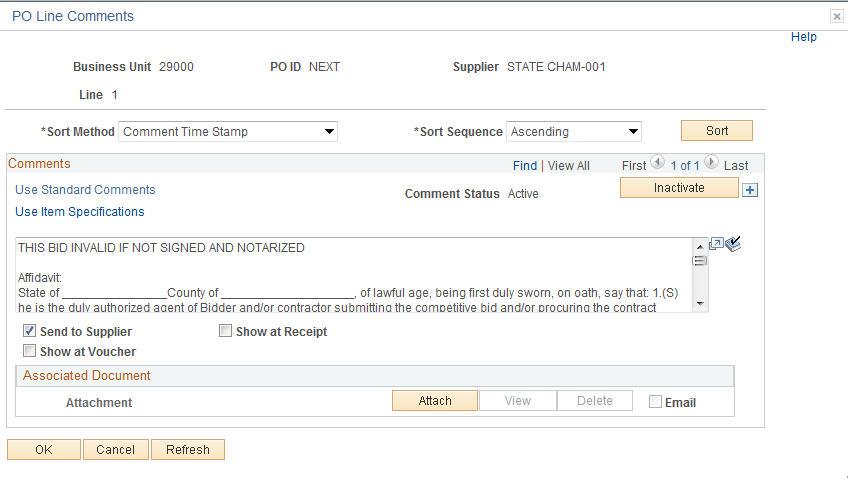 PO Line Comments
Help
Business Unit 29000 PO ID NEXT Supplier STATE CHAM-001
Line 1
*Sort Method Comment Time Stamp *Sort Sequence Ascending Sort
Comments Find | View All First 1 of 1 Last
Use Standard Comments Comment Status Active Inactivate
Use Item Specifications
THIS BID INVALID IF NOT SIGNED AND NOTARIZED
Affidavit:
State of ________________County of ____________________, of lawful age, being first duly sworn, on oath, say that: 1.(S)
he is the duly authorized agent of Bidder and/or contractor submitting the competitive bid and/or procuring the contract
Send to Supplier Show at Receipt
Show at Voucher
Associated Document
Attachment Attach View Delete Email
OK Cancel Refresh